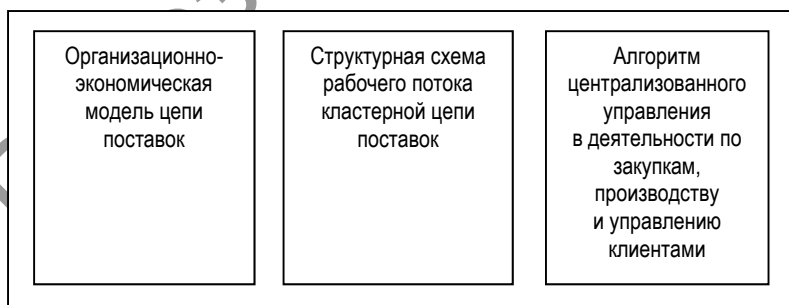 Организационно-
экономическая
модель цепи
поставок
Структурная схема
рабочего потока
кластерной цепи
поставок
Алгоритм
централизованного
управления
в деятельности по
закупкам,
производству
и управлению
клиентами